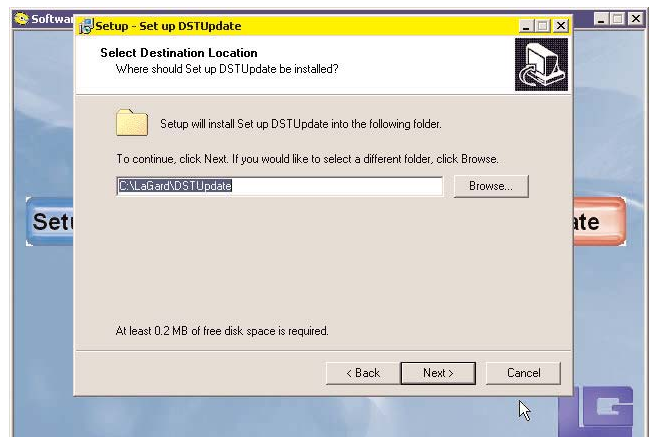 Softwar
Setup - Set up DSTUpdate
Select Destination Location
Where should Set up DSTUpdate be installed?
Setup will install Set up DSTUpdate into the following folder.
To continue, click Next. If you would like to select a different folder, click Browse.
C:\LaGard\DSTUpdate
Browse...
Setu
ate
At least 0.2 MB of free disk space is required.
< Back
Next >
Cancel
LG